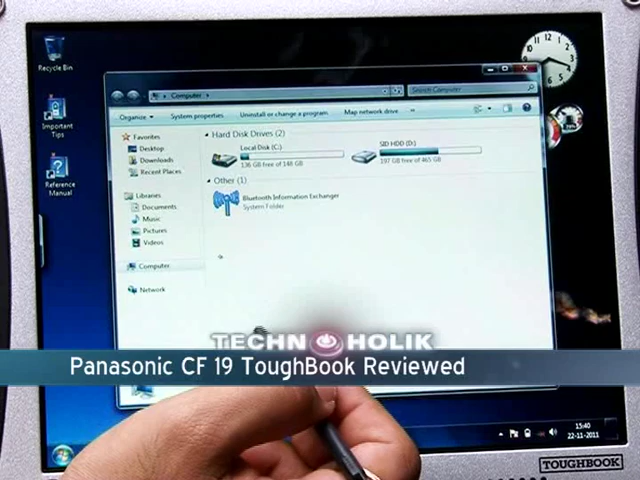 TOUGHBOOK
Recycle Bin
Important
Tips
Reference
Manual
Computer
Search Computer
Organize
System properties
Uninstall or change a program
Map network drive
Favorites
Desktop
Downloads
Recent Places
Libraries
Documents
Music
Pictures
Videos
Computer
Network
Hard Disk Drives (2)
Local Disk (C:)
136 GB free of 148 GB
SID HDD (D:)
197 GB free of 465 GB
Other (1)
Bluetooth Information Exchanger
System Folder
TECHNOHOLIK
Panasonic CF 19 ToughBook Reviewed
15:40
22-11-2011
TOUGHBOOK